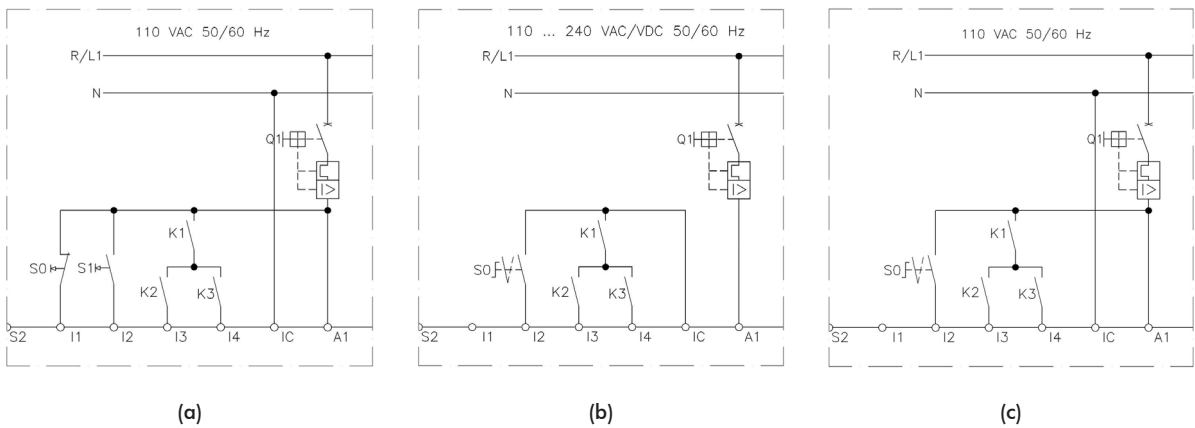 110 VAC 50/60 Hz
R/L1
N
Q1
I>
K1
S0
S1
K2
K3
S2 I1 I2 I3 I4 IC A1
(a)
110 ... 240 VAC/VDC 50/60 Hz
R/L1
N
Q1
I>
K1
S0
K2
K3
S2 I1 I2 I3 I4 IC A1
(b)
110 VAC 50/60 Hz
R/L1
N
Q1
I>
K1
S0
K2
K3
S2 I1 I2 I3 I4 IC A1
(c)